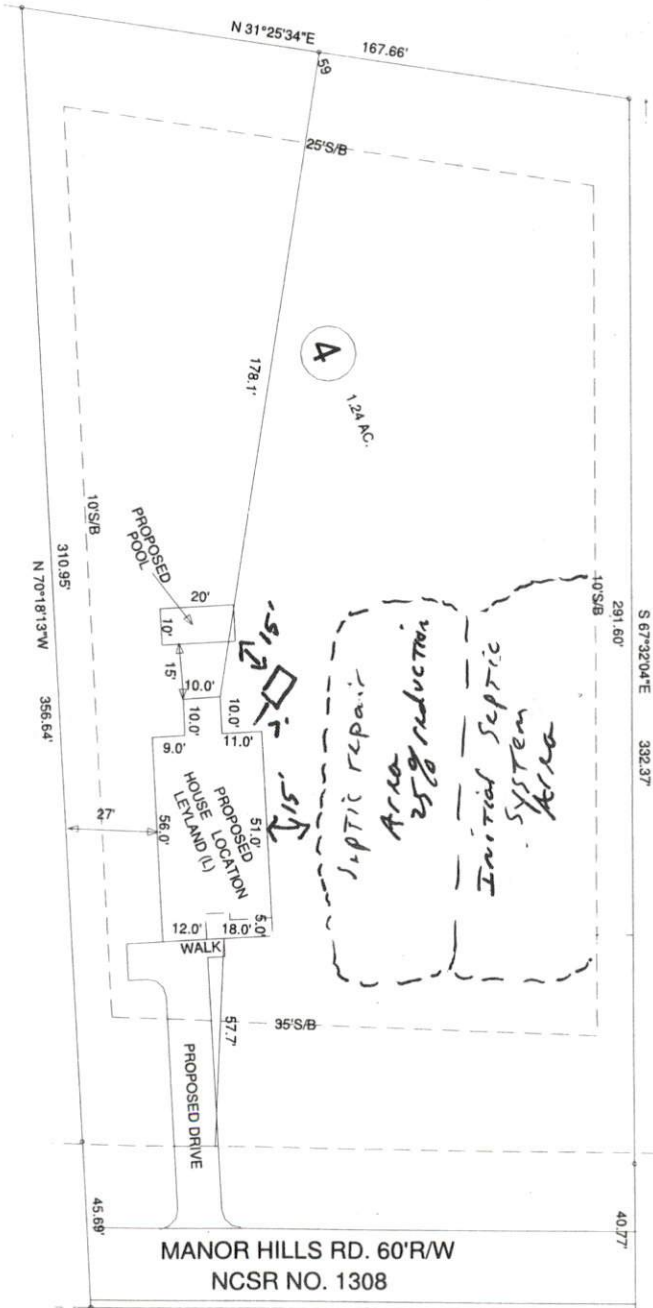 N 31°25'34"E
167.66'
59
25'S/B
178.1'
4
1.24 AC.
10'S/B
310.95'
N 70°18'13"W
356.64'
PROPOSED
POOL
20'
10'
15'
15'
10.0'
10.0'
10.0'
9.0'
11.0'
10'S/B
291.60'
S 67°32'04"E
332.37'
Septic repair
Area
25% reduction
Initial Septic
System
Area
15'
27'
56.0'
PROPOSED
HOUSE LOCATION
LEYLAND (L)
51.0'
5.0'
12.0'
18.0'
WALK
35'S/B
57.7'
PROPOSED DRIVE
45.69'
40.77'
MANOR HILLS RD. 60'R/W
NCSR NO. 1308